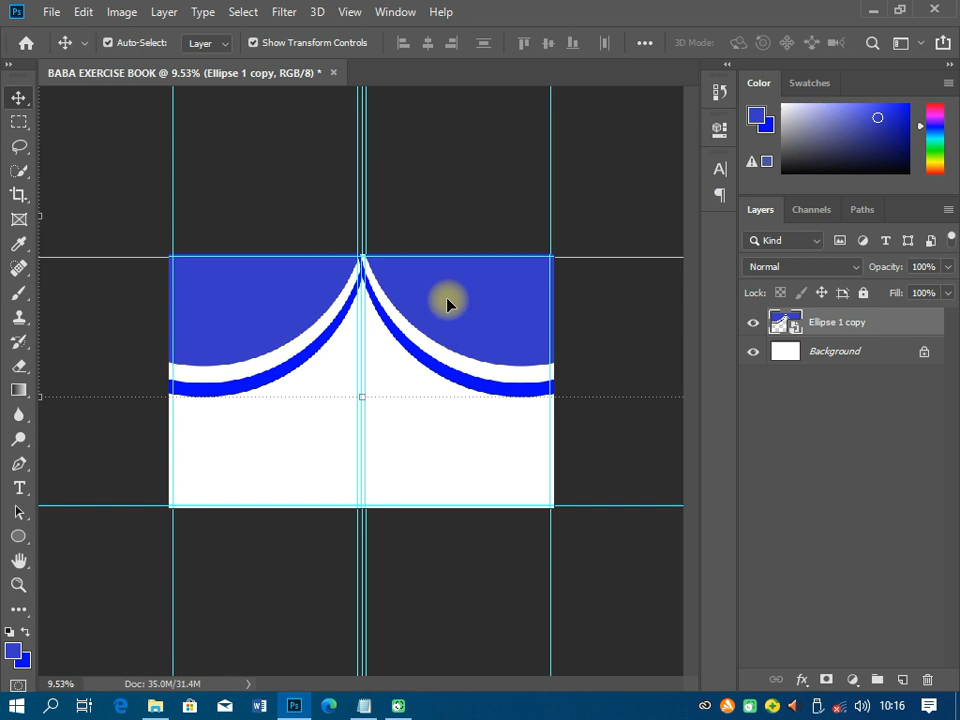 Ps File Edit Image Layer Type Select Filter 3D View Window Help
Auto-Select: Layer Show Transform Controls 3D Mode:
BABA EXERCISE BOOK @ 9.53% (Ellipse 1 copy, RGB/8) *
Color Swatches
Layers Channels Paths
Kind
Normal Opacity: 100%
Lock: Fill: 100%
Ellipse 1 copy
Background
9.53% Doc: 35.0M/31.4M
10:16